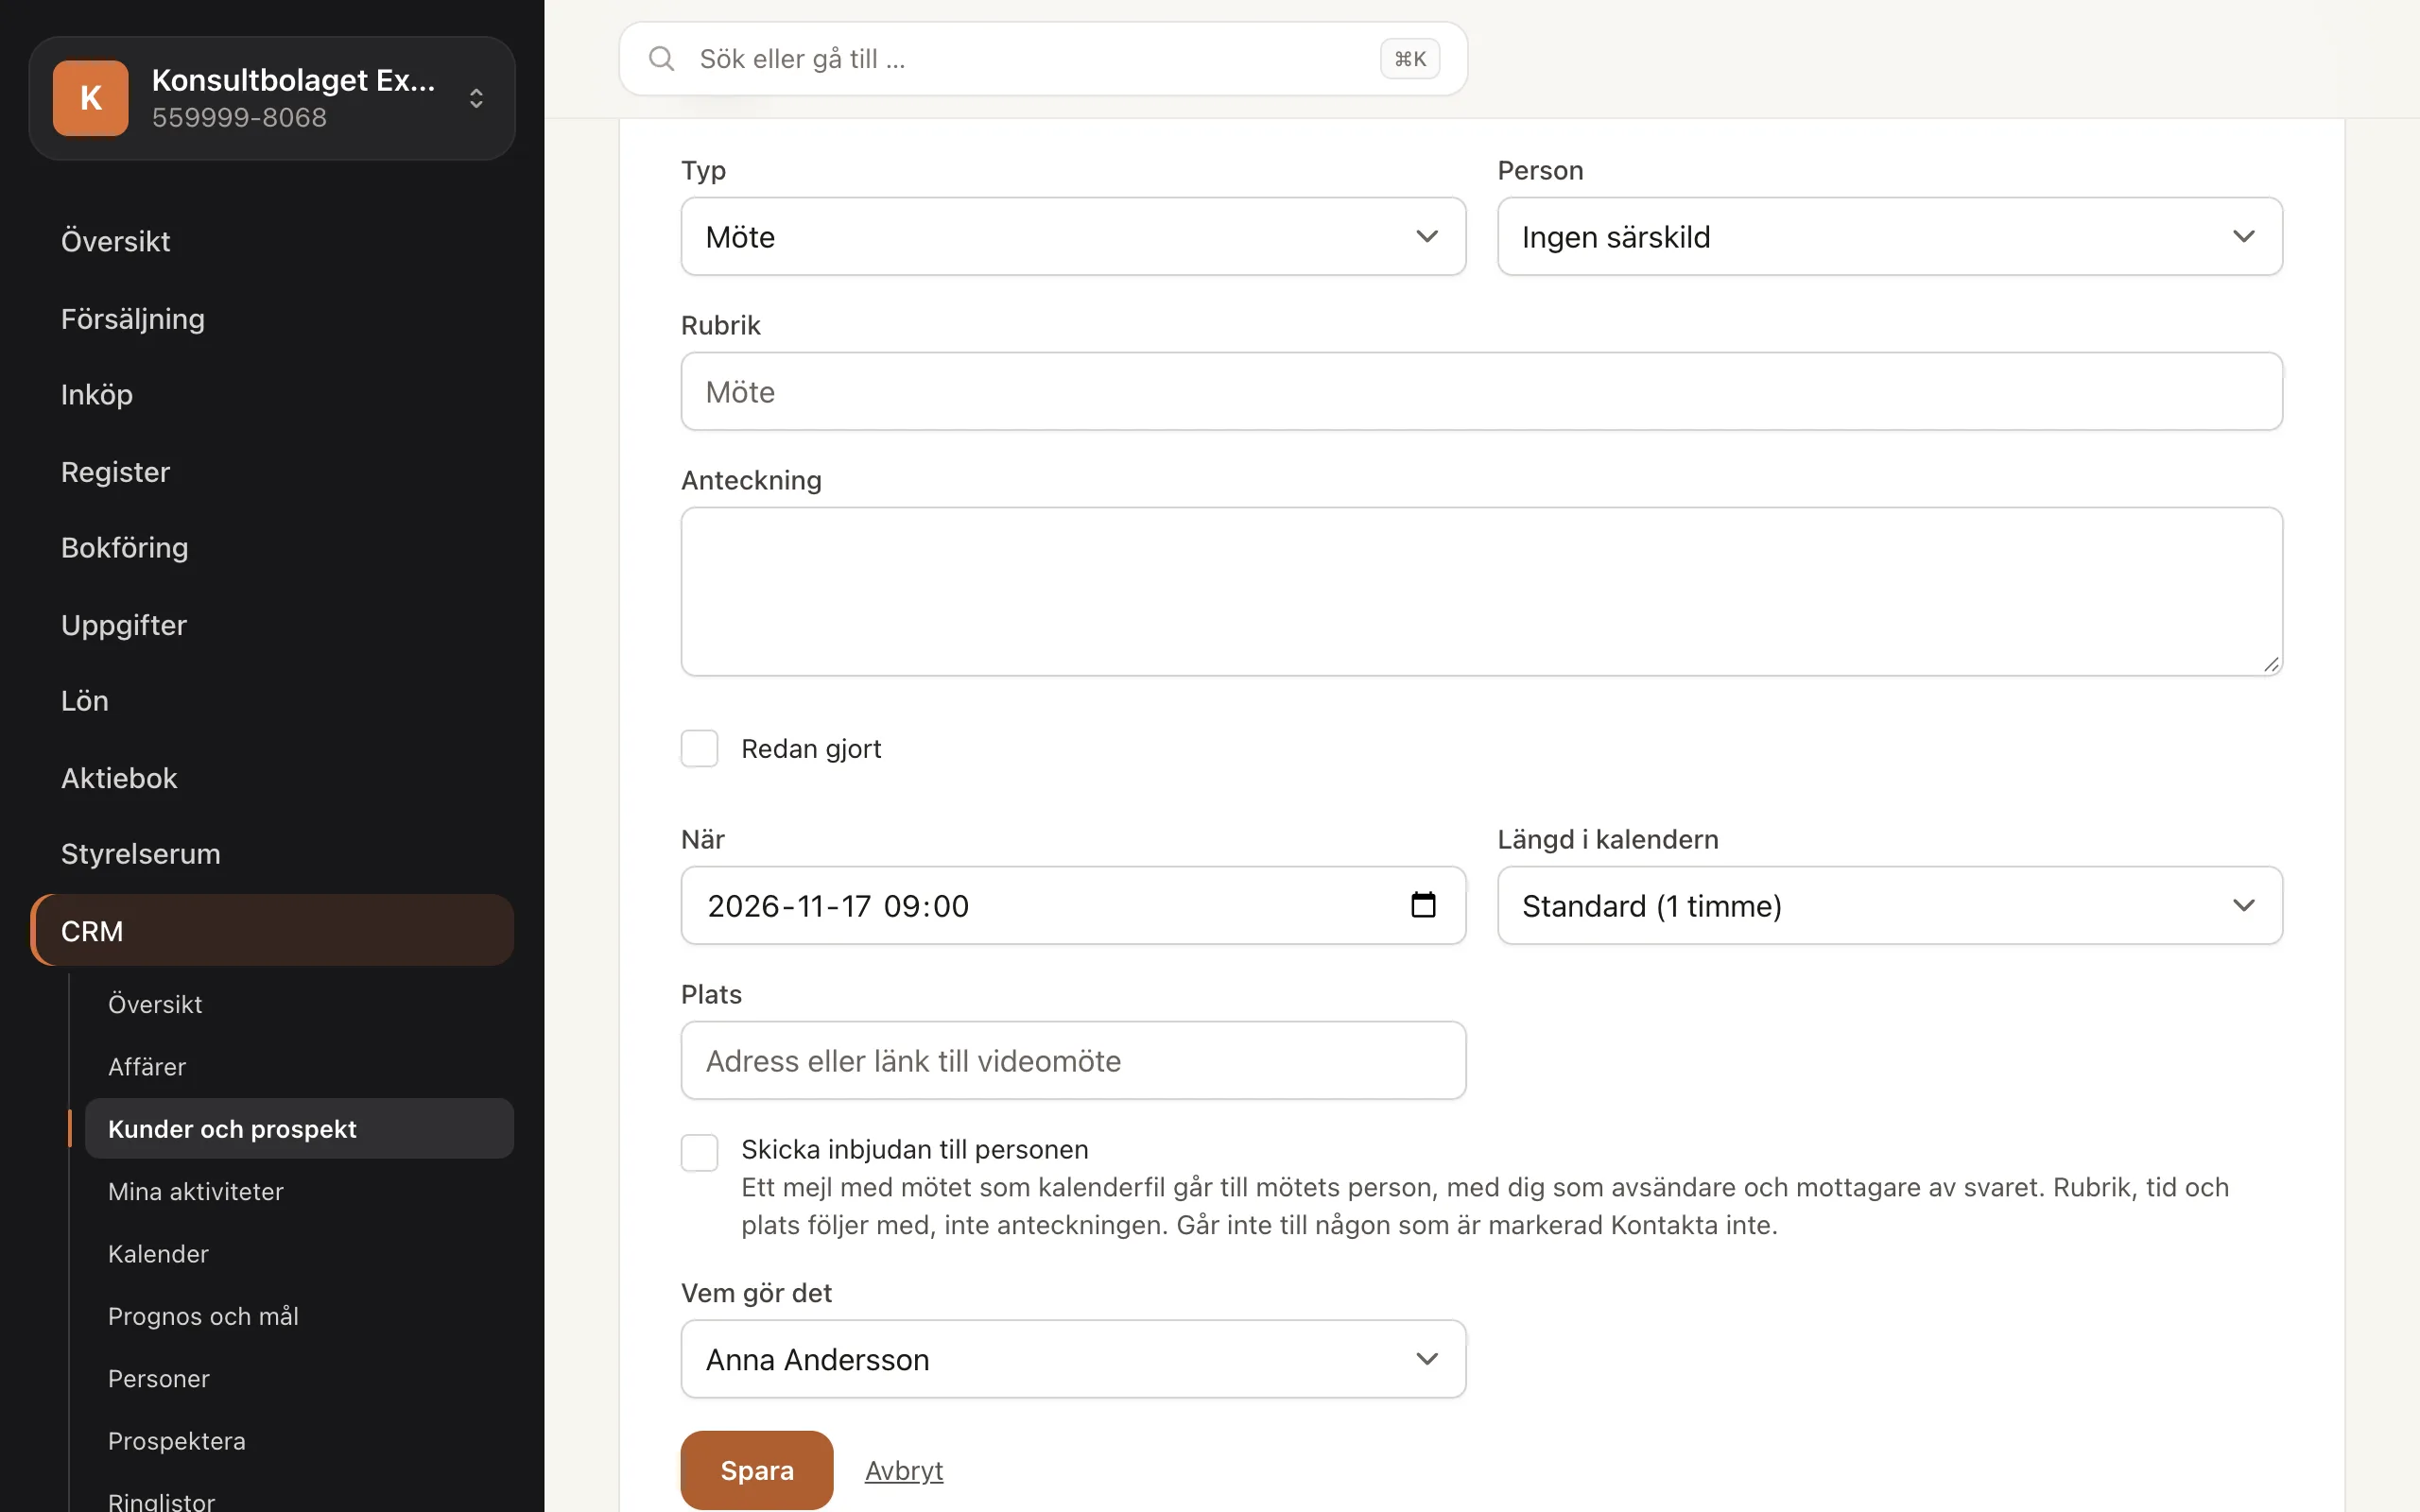 K
Konsultbolaget Ex...
559999-8068
Översikt
Försäljning
Inköp
Register
Bokföring
Uppgifter
Lön
Aktiebok
Styrelserum
CRM
Översikt
Affärer
Kunder och prospekt
Mina aktiviteter
Kalender
Prognos och mål
Personer
Prospektera
Ringlistor
Sök eller gå till ...
⌘K
Typ
Möte
Person
Ingen särskild
Rubrik
Möte
Anteckning
Redan gjort
När
2026-11-17 09:00
Längd i kalendern
Standard (1 timme)
Plats
Adress eller länk till videomöte
Skicka inbjudan till personen
Ett mejl med mötet som kalenderfil går till mötets person, med dig som avsändare och mottagare av svaret. Rubrik, tid och
plats följer med, inte anteckningen. Går inte till någon som är markerad Kontakta inte.
Vem gör det
Anna Andersson
Spara
Avbryt